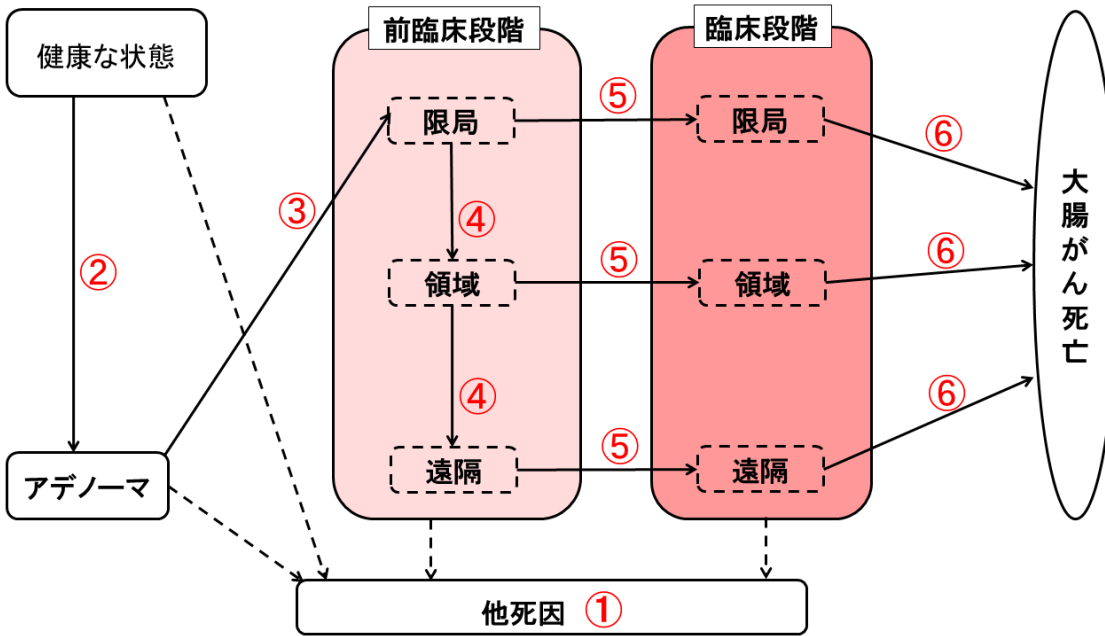 健康な状態
前臨床段階
臨床段階
限局
⑤
限局
⑥
③
④
②
領域
⑤
領域
⑥
大腸がん死亡
④
⑥
アデノーマ
遠隔
⑤
遠隔
他死因 ①